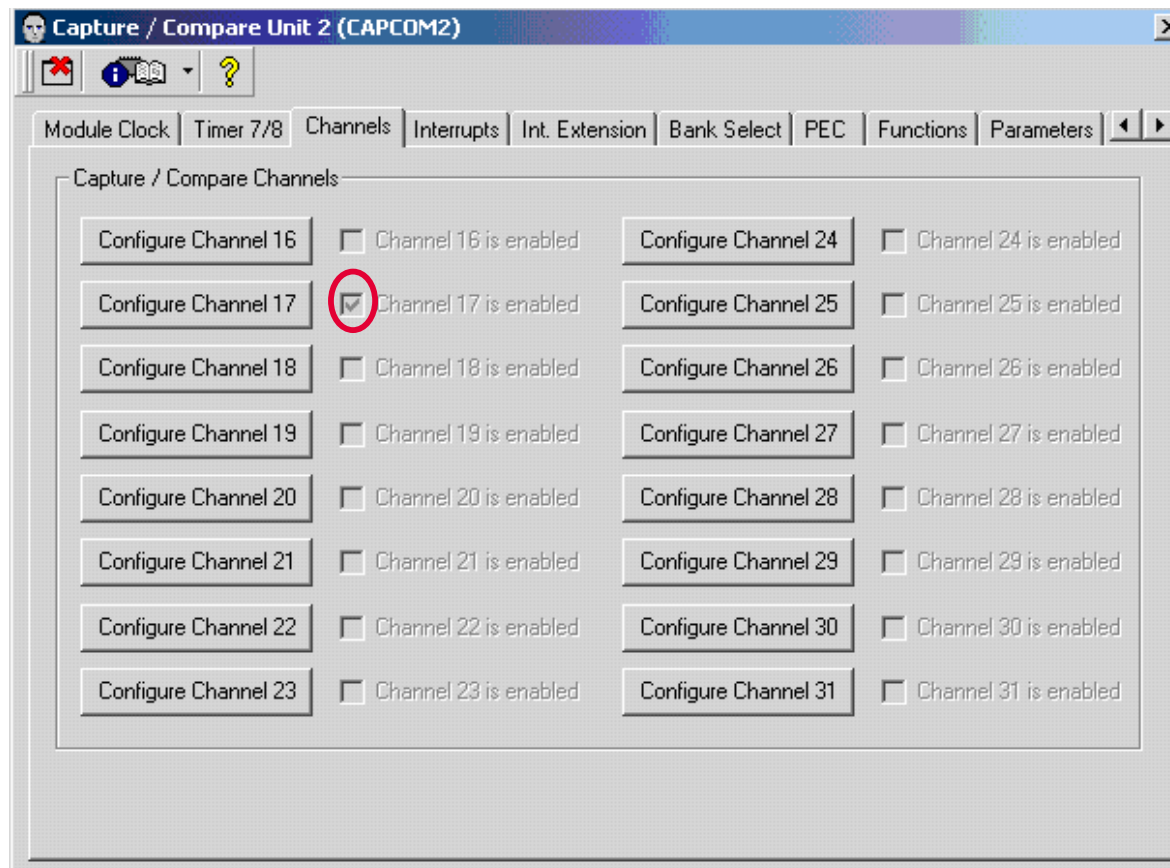 Capture / Compare Unit 2 (CAPCOM2)
Module Clock Timer 7/8 Channels Interrupts Int. Extension Bank Select PEC Functions Parameters
Capture / Compare Channels
Configure Channel 16 Channel 16 is enabled Configure Channel 24 Channel 24 is enabled
Configure Channel 17 Channel 17 is enabled Configure Channel 25 Channel 25 is enabled
Configure Channel 18 Channel 18 is enabled Configure Channel 26 Channel 26 is enabled
Configure Channel 19 Channel 19 is enabled Configure Channel 27 Channel 27 is enabled
Configure Channel 20 Channel 20 is enabled Configure Channel 28 Channel 28 is enabled
Configure Channel 21 Channel 21 is enabled Configure Channel 29 Channel 29 is enabled
Configure Channel 22 Channel 22 is enabled Configure Channel 30 Channel 30 is enabled
Configure Channel 23 Channel 23 is enabled Configure Channel 31 Channel 31 is enabled